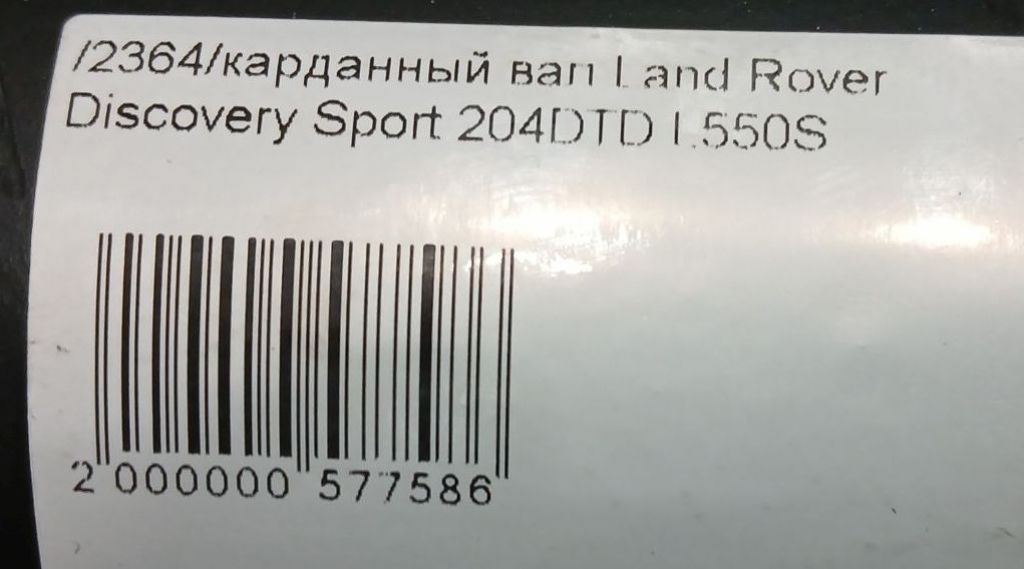 /2364/карданный вал Land Rover
Discovery Sport 204DTD L550S
2 000000 577586